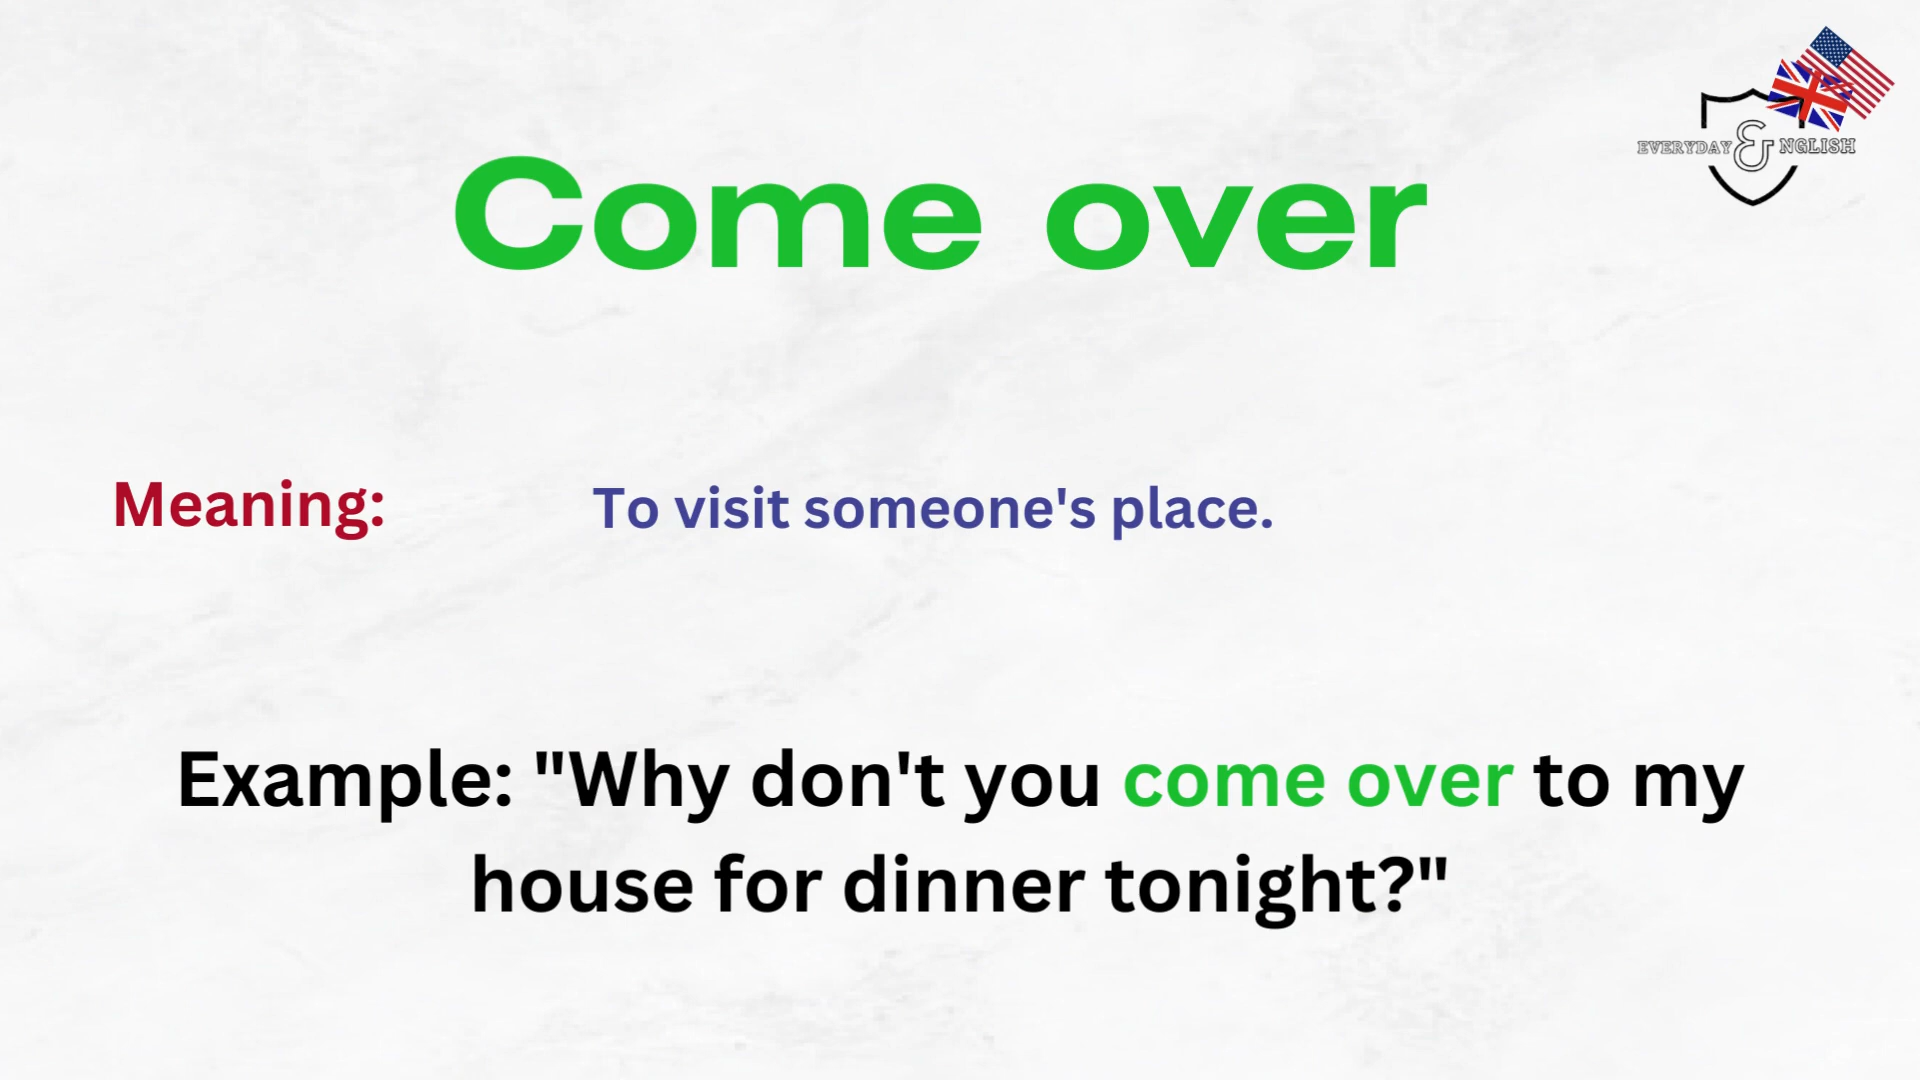 EVERYDAY & NGLISH
Come over
Meaning: To visit someone's place.
Example: "Why don't you come over to my
house for dinner tonight?"